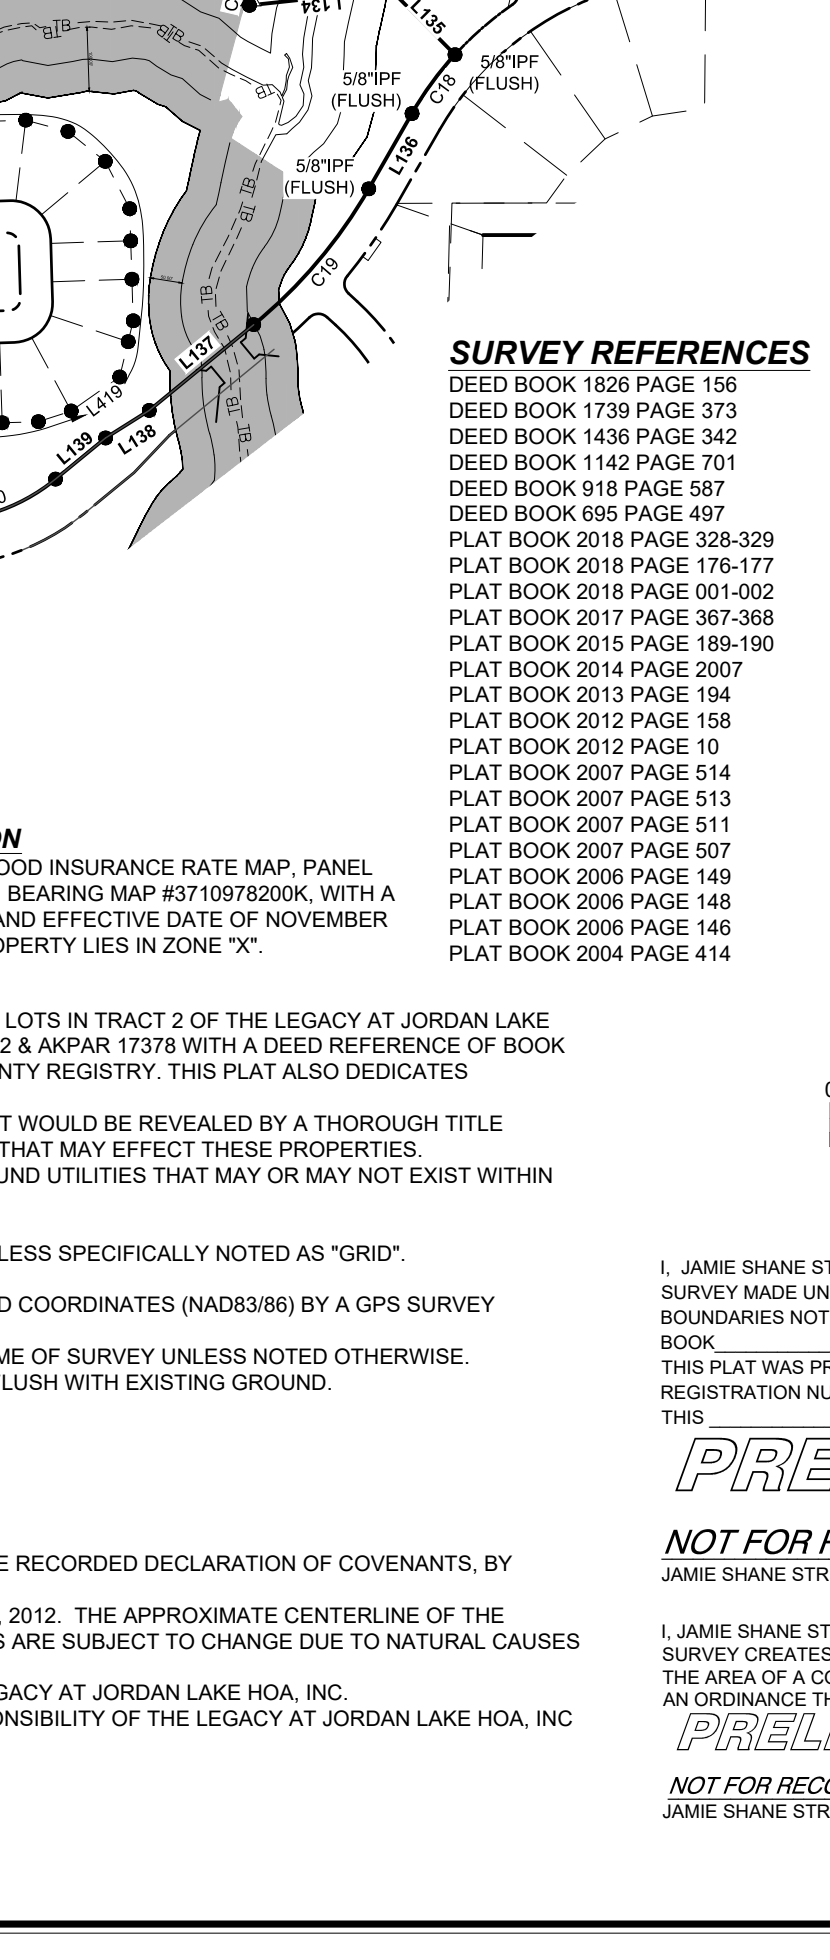 L134
L135
5/8"IPF
(FLUSH)
C18
5/8"IPF
(FLUSH)
L136
5/8"IPF
(FLUSH)
TB
TB
TB
TB
TB
C19
TB
TB
L137
TB
TB
L419
L139
L138
SURVEY REFERENCES
DEED BOOK 1826 PAGE 156
DEED BOOK 1739 PAGE 373
DEED BOOK 1436 PAGE 342
DEED BOOK 1142 PAGE 701
DEED BOOK 918 PAGE 587
DEED BOOK 695 PAGE 497
PLAT BOOK 2018 PAGE 328-329
PLAT BOOK 2018 PAGE 176-177
PLAT BOOK 2018 PAGE 001-002
PLAT BOOK 2017 PAGE 367-368
PLAT BOOK 2015 PAGE 189-190
PLAT BOOK 2014 PAGE 2007
PLAT BOOK 2013 PAGE 194
PLAT BOOK 2012 PAGE 158
PLAT BOOK 2012 PAGE 10
PLAT BOOK 2007 PAGE 514
PLAT BOOK 2007 PAGE 513
PLAT BOOK 2007 PAGE 511
PLAT BOOK 2007 PAGE 507
PLAT BOOK 2006 PAGE 149
PLAT BOOK 2006 PAGE 148
PLAT BOOK 2006 PAGE 146
PLAT BOOK 2004 PAGE 414
ON
OOD INSURANCE RATE MAP, PANEL
BEARING MAP #3710978200K, WITH A
AND EFFECTIVE DATE OF NOVEMBER
OPERTY LIES IN ZONE "X".
LOTS IN TRACT 2 OF THE LEGACY AT JORDAN LAKE
2 & AKPAR 17378 WITH A DEED REFERENCE OF BOOK
NTY REGISTRY. THIS PLAT ALSO DEDICATES
T WOULD BE REVEALED BY A THOROUGH TITLE
THAT MAY EFFECT THESE PROPERTIES.
UND UTILITIES THAT MAY OR MAY NOT EXIST WITHIN
LESS SPECIFICALLY NOTED AS "GRID".
D COORDINATES (NAD83/86) BY A GPS SURVEY
ME OF SURVEY UNLESS NOTED OTHERWISE.
FLUSH WITH EXISTING GROUND.
E RECORDED DECLARATION OF COVENANTS, BY
, 2012. THE APPROXIMATE CENTERLINE OF THE
S ARE SUBJECT TO CHANGE DUE TO NATURAL CAUSES
GACY AT JORDAN LAKE HOA, INC.
ONSIBILITY OF THE LEGACY AT JORDAN LAKE HOA, INC
I, JAMIE SHANE ST
SURVEY MADE UN
BOUNDARIES NOT
BOOK____________
THIS PLAT WAS PR
REGISTRATION NU
THIS ____________
PRE
NOT FOR R
JAMIE SHANE STR
I, JAMIE SHANE ST
SURVEY CREATES
THE AREA OF A CO
AN ORDINANCE TH
PRELI
NOT FOR RECO
JAMIE SHANE STR